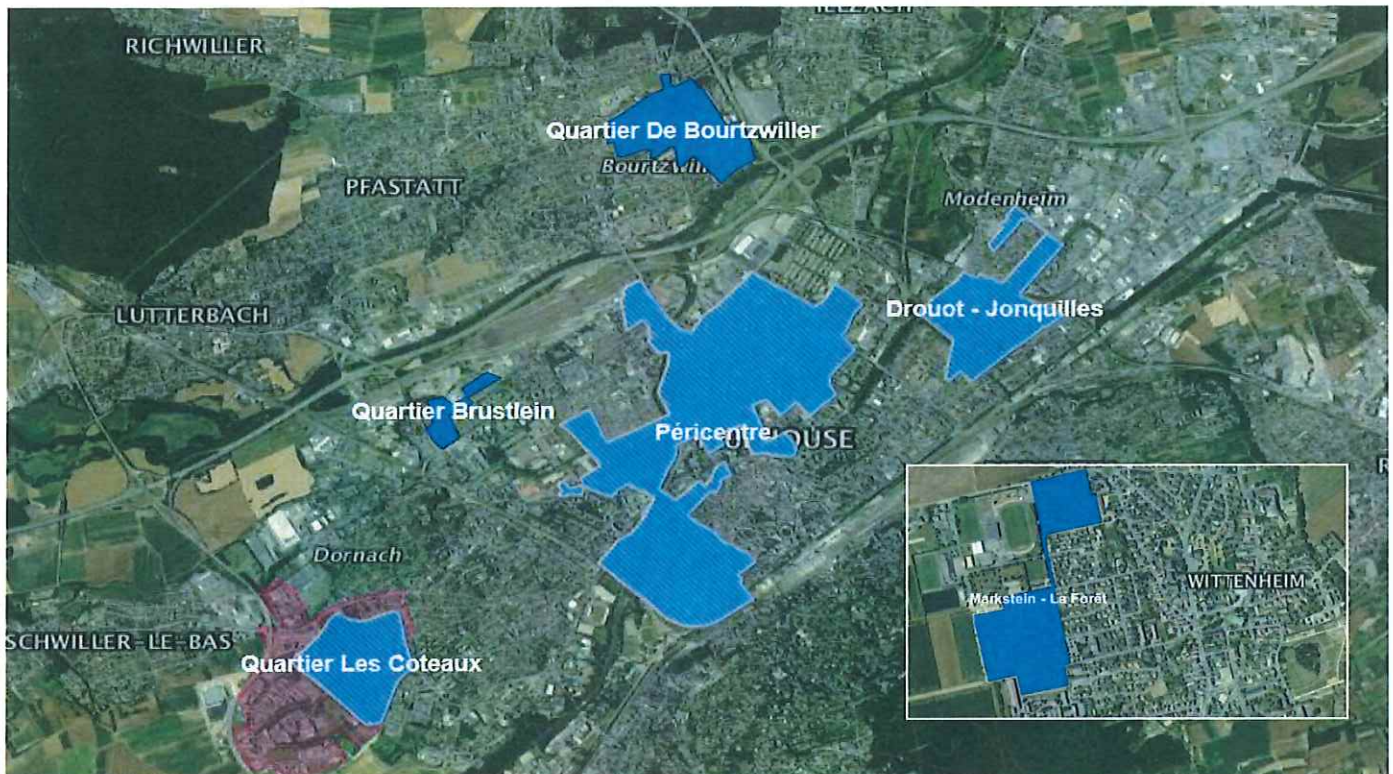 ILLZACH
RICHWILLER
Quartier De Bourtzwiller
PFASTATT
Modenheim
LUTTERBACH
Drouot - Jonquilles
Quartier Brustlein
Péricentre
Dornach
WITTENHEIM
Markstein - La Forêt
SCHWILLER-LE-BAS
Quartier Les Coteaux